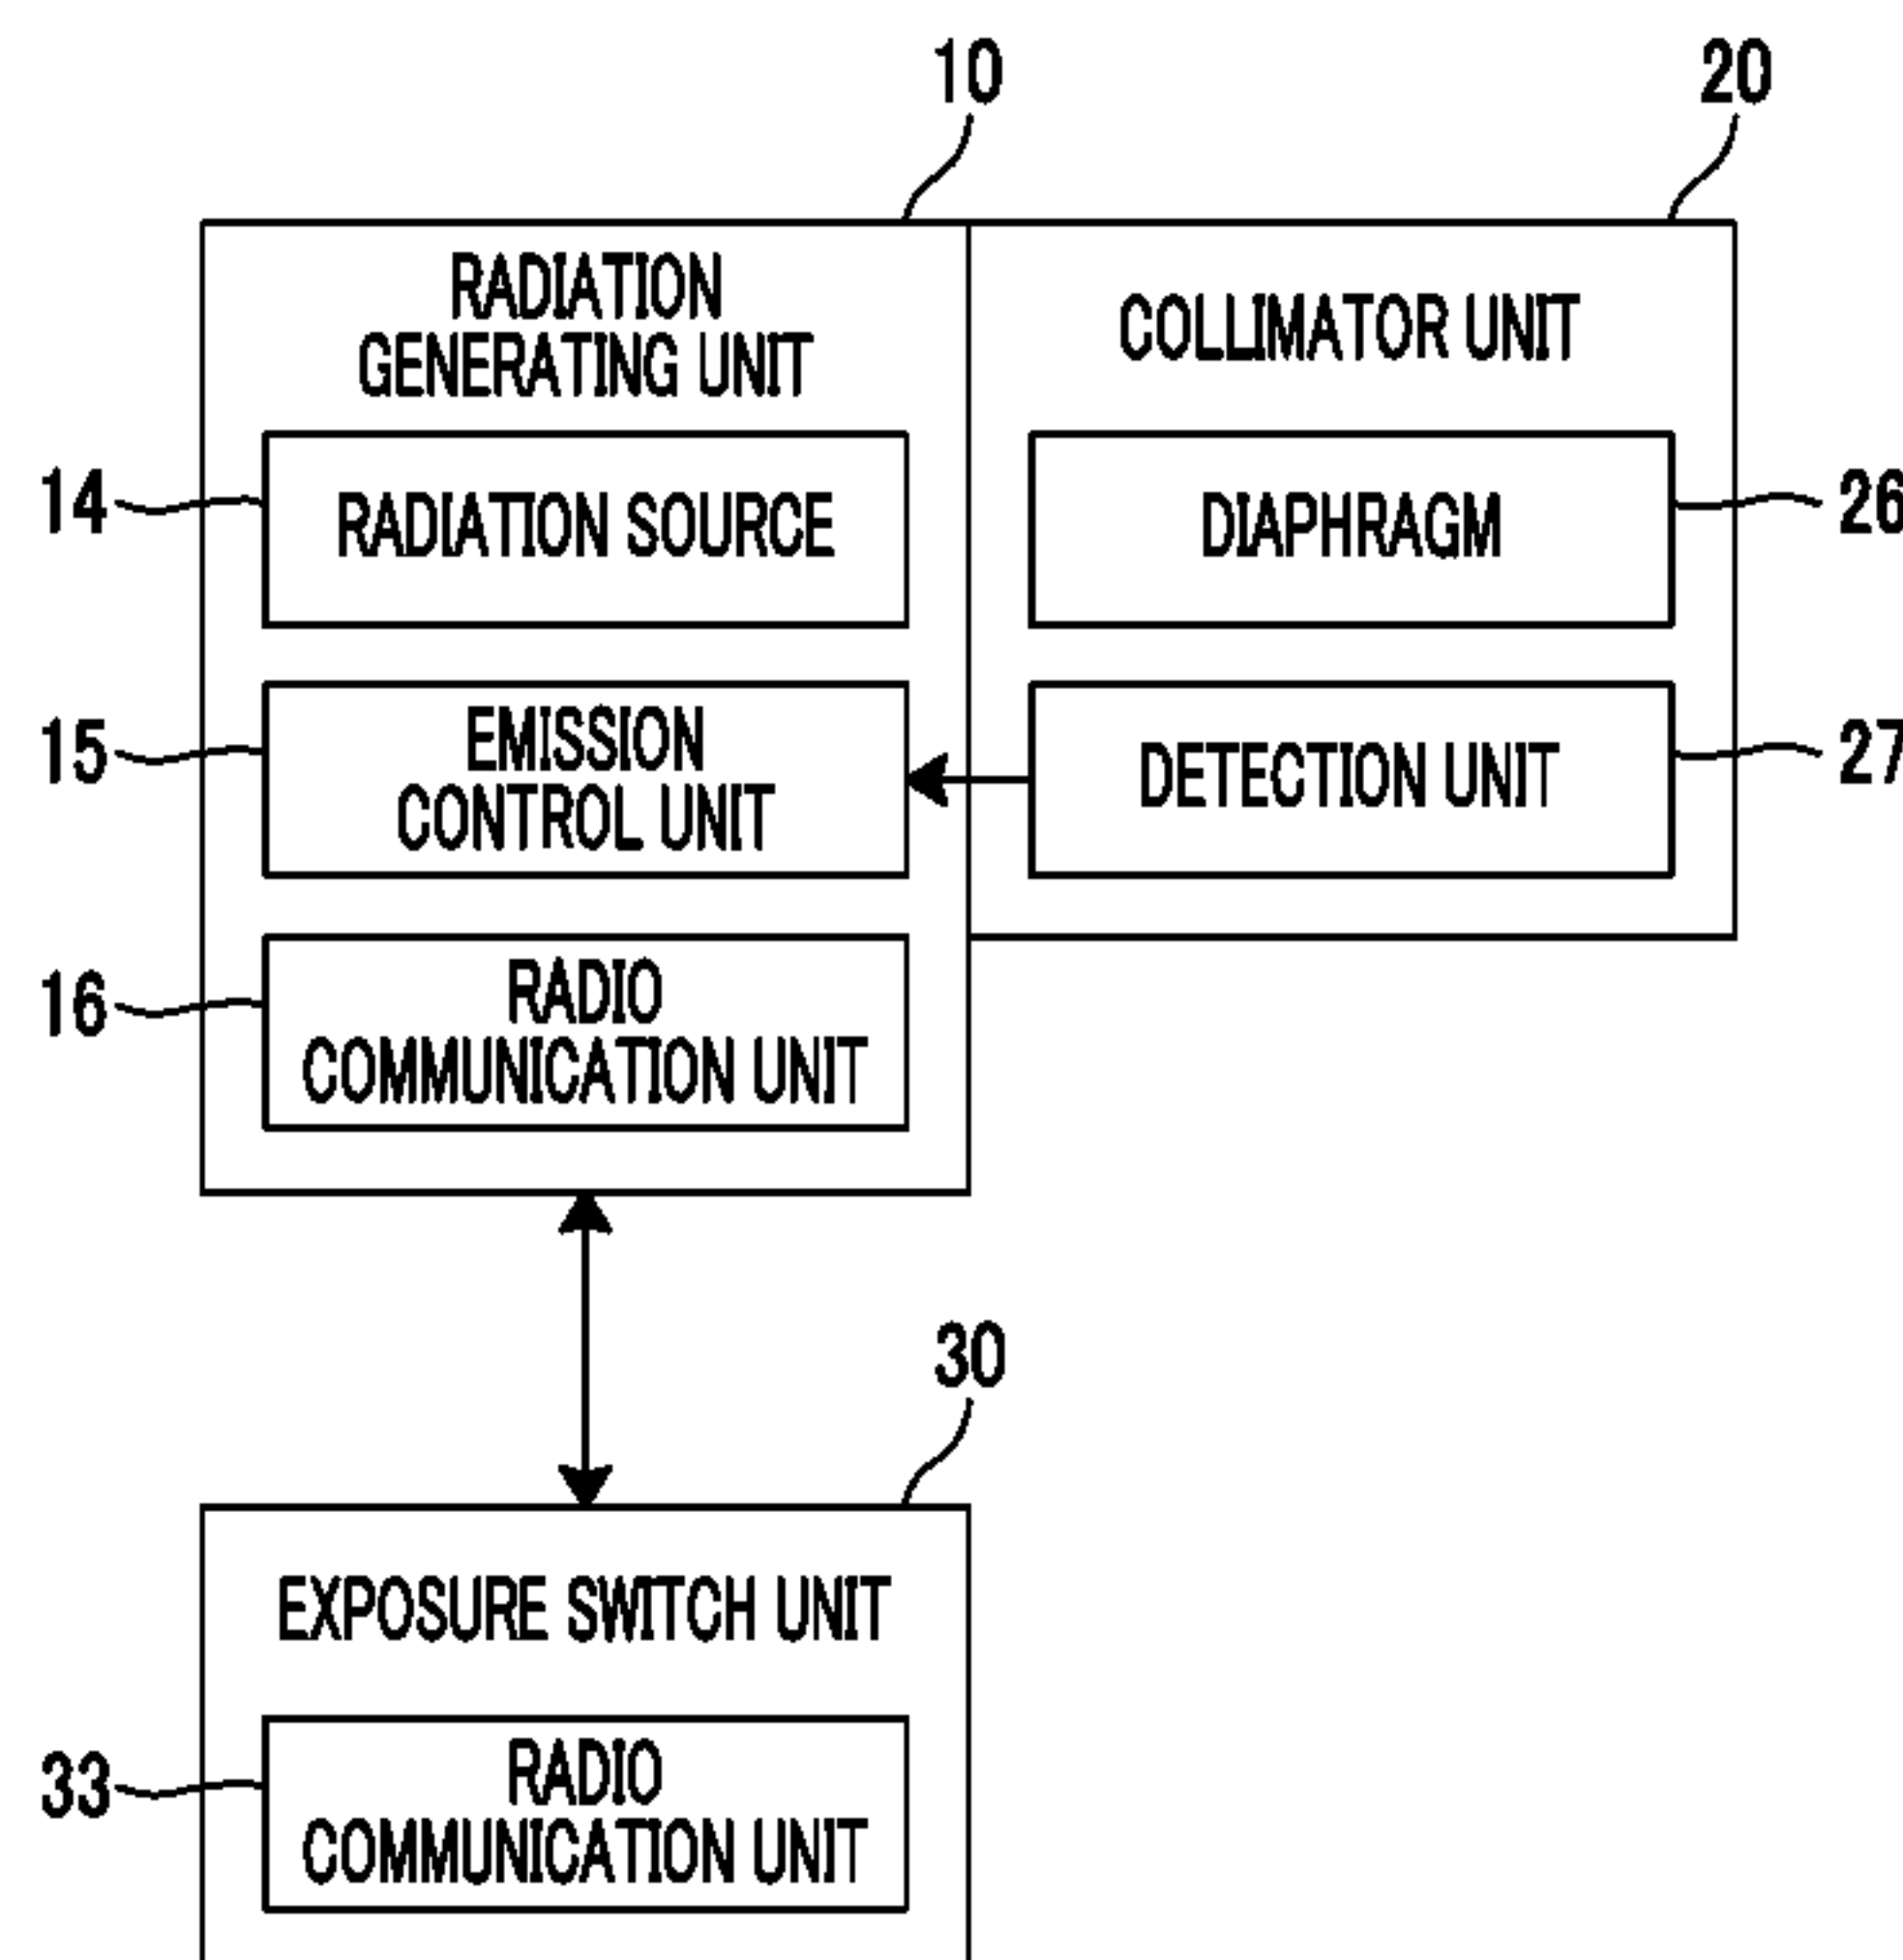 10
20
RADIATION
GENERATING UNIT
COLLIMATOR UNIT
14
RADIATION SOURCE
DIAPHRAGM
26
15
EMISSION
CONTROL UNIT
DETECTION UNIT
27
16
RADIO
COMMUNICATION UNIT
30
EXPOSURE SWITCH UNIT
33
RADIO
COMMUNICATION UNIT